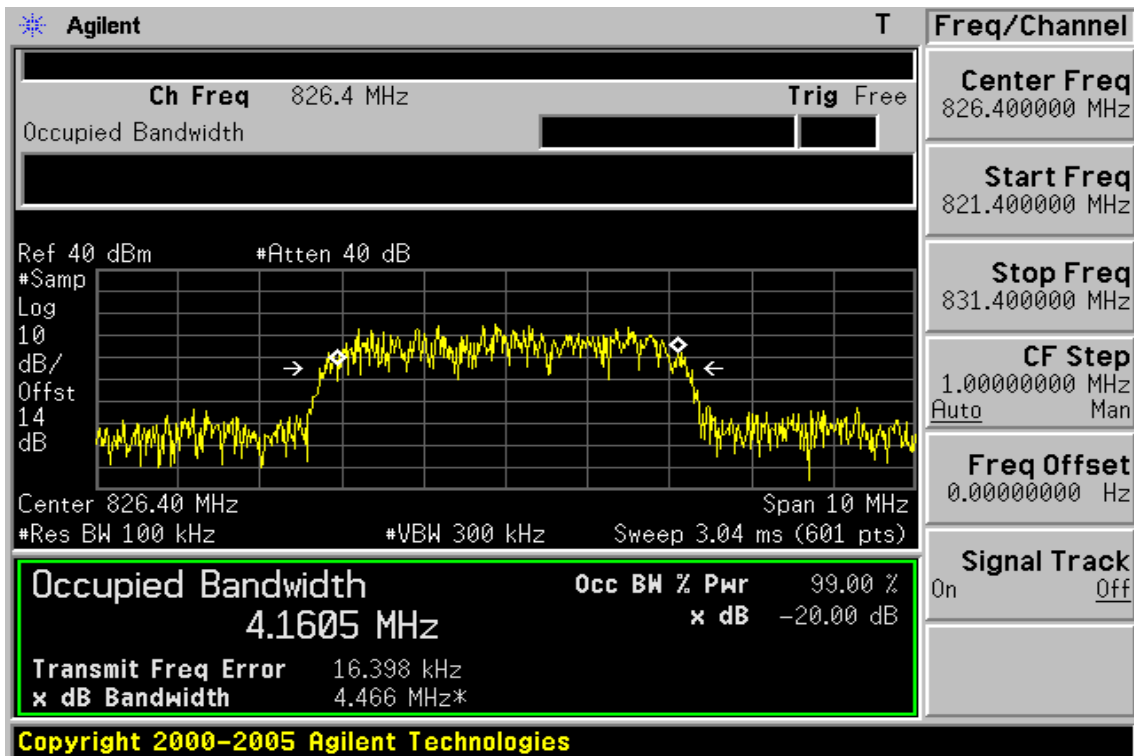 Agilent T
Freq/Channel
Ch Freq 826.4 MHz Trig Free
Occupied Bandwidth
Center Freq
826.400000 MHz
Start Freq
821.400000 MHz
Stop Freq
831.400000 MHz
CF Step
1.00000000 MHz
Auto Man
Freq Offset
0.00000000 Hz
Signal Track
On Off
Ref 40 dBm #Atten 40 dB
#Samp
Log
10
dB/
Offst
14
dB
Center 826.40 MHz Span 10 MHz
#Res BW 100 kHz #VBW 300 kHz Sweep 3.04 ms (601 pts)
Occupied Bandwidth
4.1605 MHz
Occ BW % Pwr 99.00 %
x dB -20.00 dB
Transmit Freq Error 16.398 kHz
x dB Bandwidth 4.466 MHz*
Copyright 2000-2005 Agilent Technologies